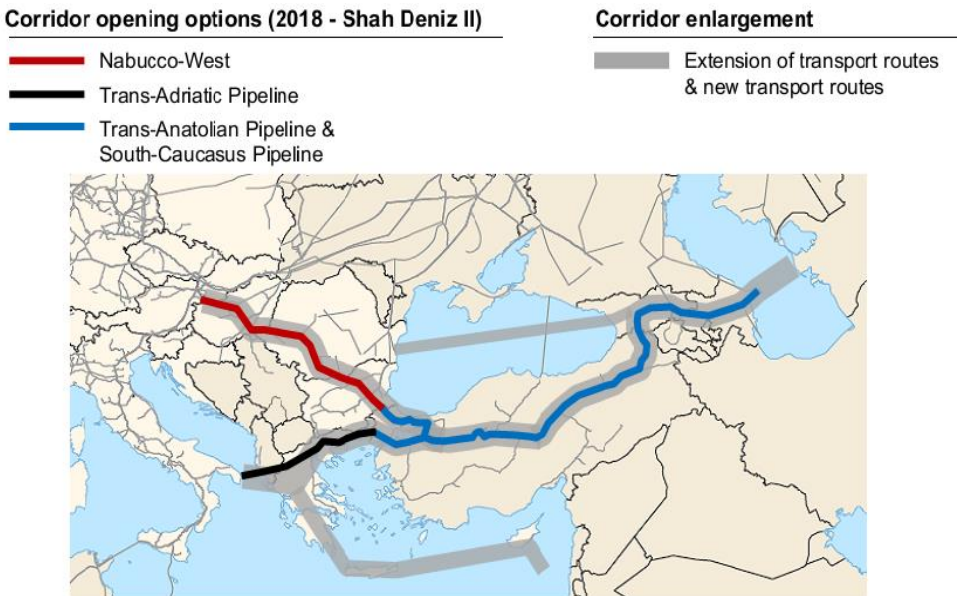 Corridor opening options (2018 - Shah Deniz II)
Nabucco-West
Trans-Adriatic Pipeline
Trans-Anatolian Pipeline &
South-Caucasus Pipeline
Corridor enlargement
Extension of transport routes
& new transport routes